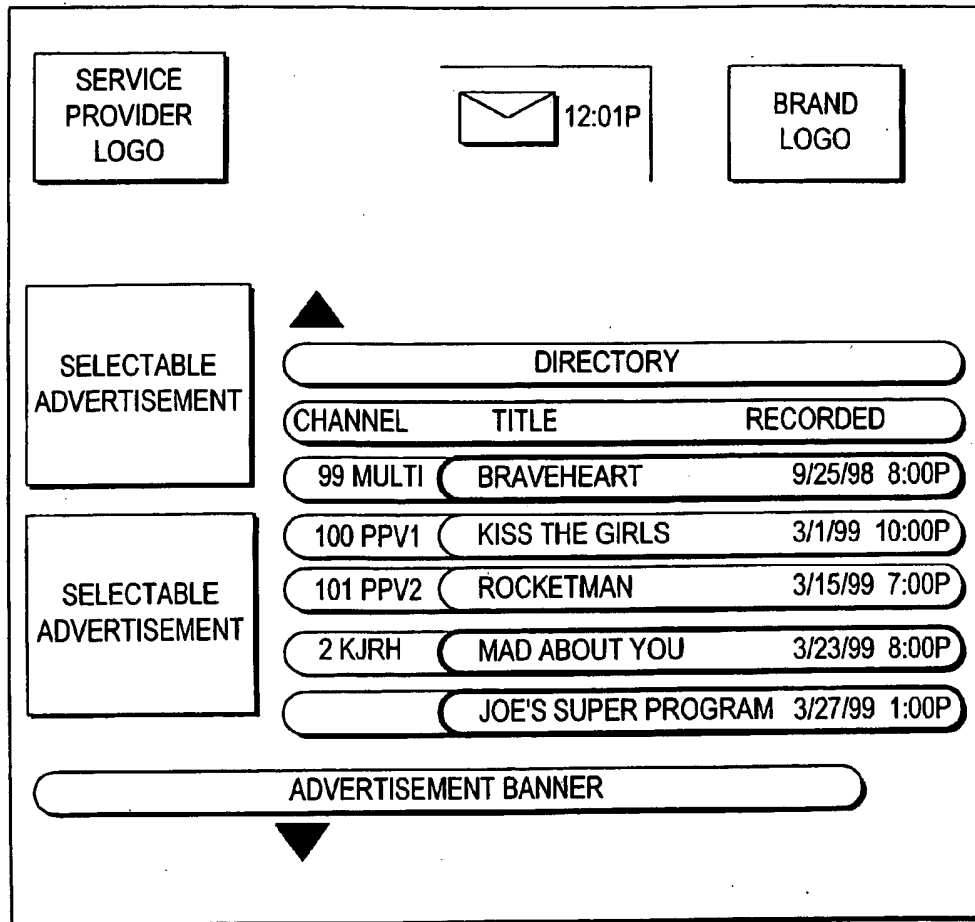 SERVICE
PROVIDER
LOGO
12:01P
BRAND
LOGO
SELECTABLE
ADVERTISEMENT
DIRECTORY
CHANNEL TITLE RECORDED
99 MULTI BRAVEHEART 9/25/98 8:00P
100 PPV1 KISS THE GIRLS 3/1/99 10:00P
101 PPV2 ROCKETMAN 3/15/99 7:00P
2 KJRH MAD ABOUT YOU 3/23/99 8:00P
JOE'S SUPER PROGRAM 3/27/99 1:00P
SELECTABLE
ADVERTISEMENT
ADVERTISEMENT BANNER